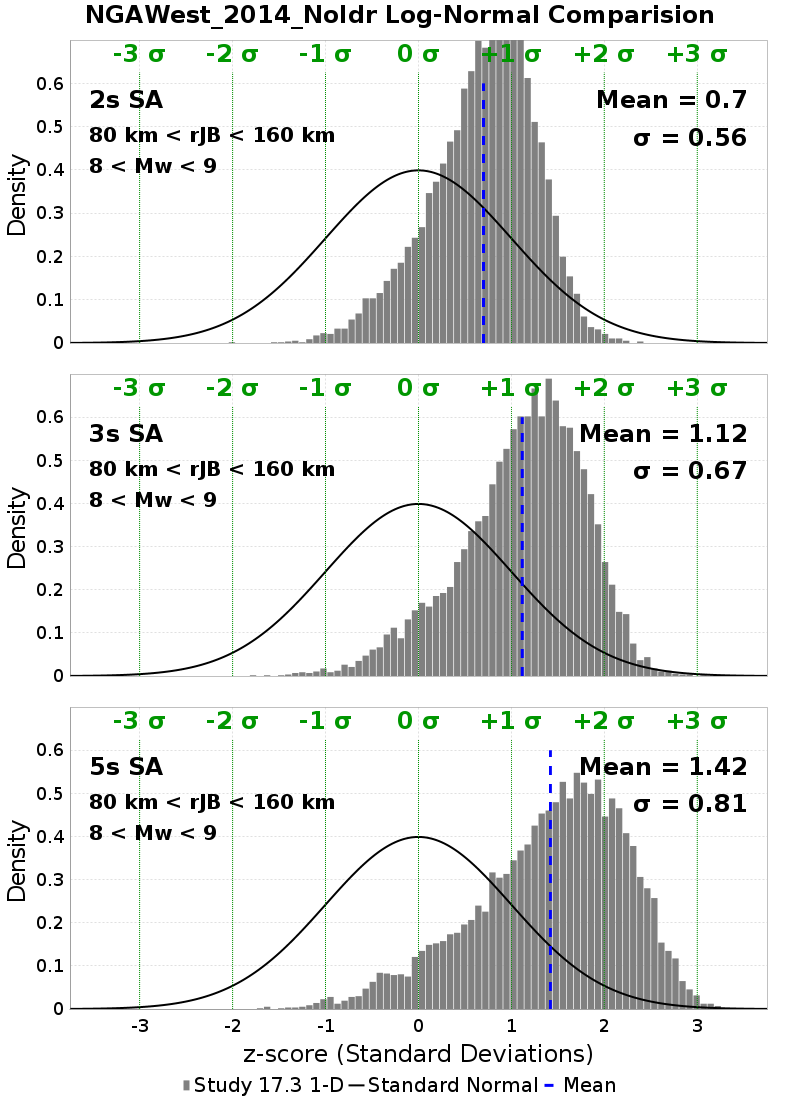 NGAWest_2014_NoIdr Log-Normal Comparision
-3 σ -2 σ -1 σ 0 σ +1 σ +2 σ +3 σ
2s SA
Mean = 0.7
80 km < rJB < 160 km
σ = 0.56
8 < Mw < 9
Density
0.6
0.5
0.4
0.3
0.2
0.1
0
-3 σ -2 σ -1 σ 0 σ +1 σ +2 σ +3 σ
3s SA
Mean = 1.12
80 km < rJB < 160 km
σ = 0.67
8 < Mw < 9
Density
0.6
0.5
0.4
0.3
0.2
0.1
0
-3 σ -2 σ -1 σ 0 σ +1 σ +2 σ +3 σ
5s SA
Mean = 1.42
80 km < rJB < 160 km
σ = 0.81
8 < Mw < 9
Density
0.6
0.5
0.4
0.3
0.2
0.1
0
-3 -2 -1 0 1 2 3
z-score (Standard Deviations)
Study 17.3 1-D Standard Normal Mean